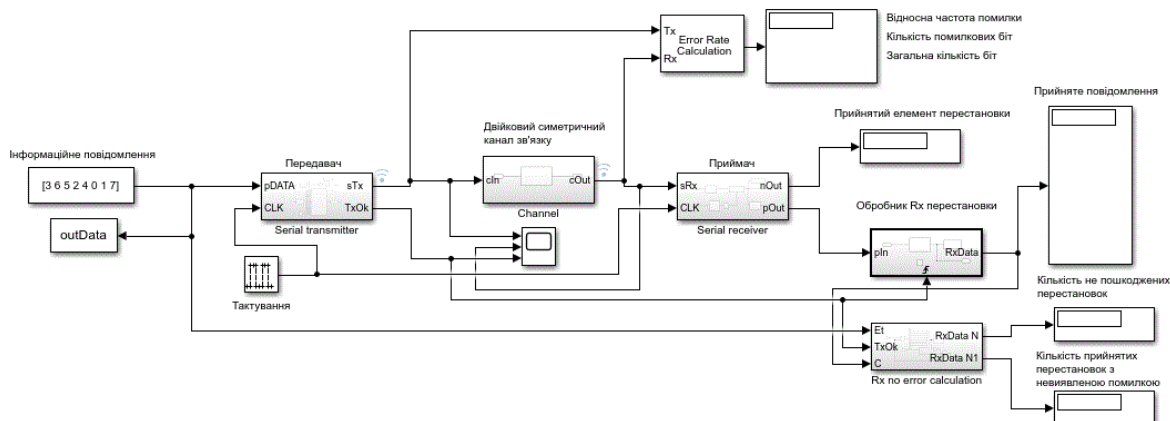 Відносна частота помилки
Кількість помилкових біт
Загальна кількість біт
Tx
Rx
Error Rate
Calculation
Прийняте повідомлення
Прийнятий елемент перестановки
Двійковий симетричний
канал зв'язку
Інформаційне повідомлення
[3 6 5 2 4 0 1 7]
outData
Передавач
pDATA
CLK
sTx
TxOk
Serial transmitter
Тактування
cIn
cOut
Channel
Приймач
sRx
CLK
nOut
pOut
Serial receiver
Обробник Rx перестановки
pIn
RxData
Кількість не пошкоджених
перестановок
Et
TxOk
C
RxData N
RxData N1
Rx no error calculation
Кількість прийнятих
перестановок з
невиявленою помилкою